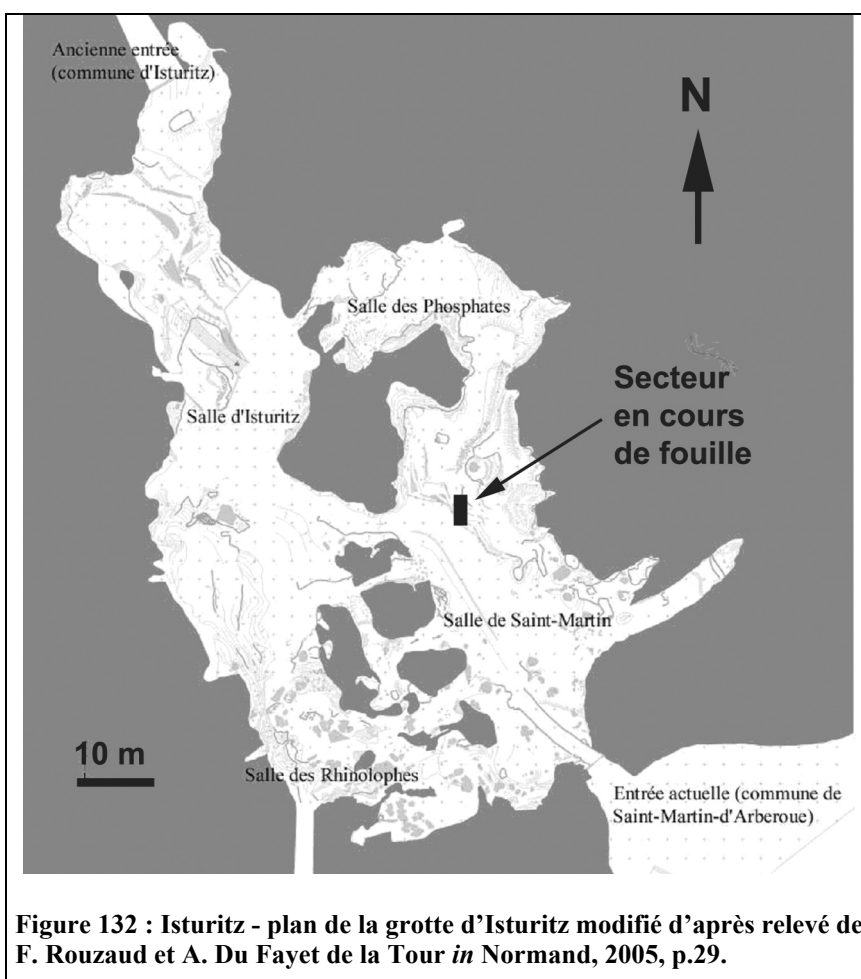 Ancienne entrée
(commune d'Isturitz)
N
Salle des Phosphates
Secteur
en cours
de fouille
Salle d'Isturitz
Salle de Saint-Martin
10 m
Salle des Rhinolophes
Entrée actuelle (commune de
Saint-Martin-d'Arberoue)
Figure 132 : Isturitz - plan de la grotte d'Isturitz modifié d'après relevé de
F. Rouzaud et A. Du Fayet de la Tour in Normand, 2005, p.29.